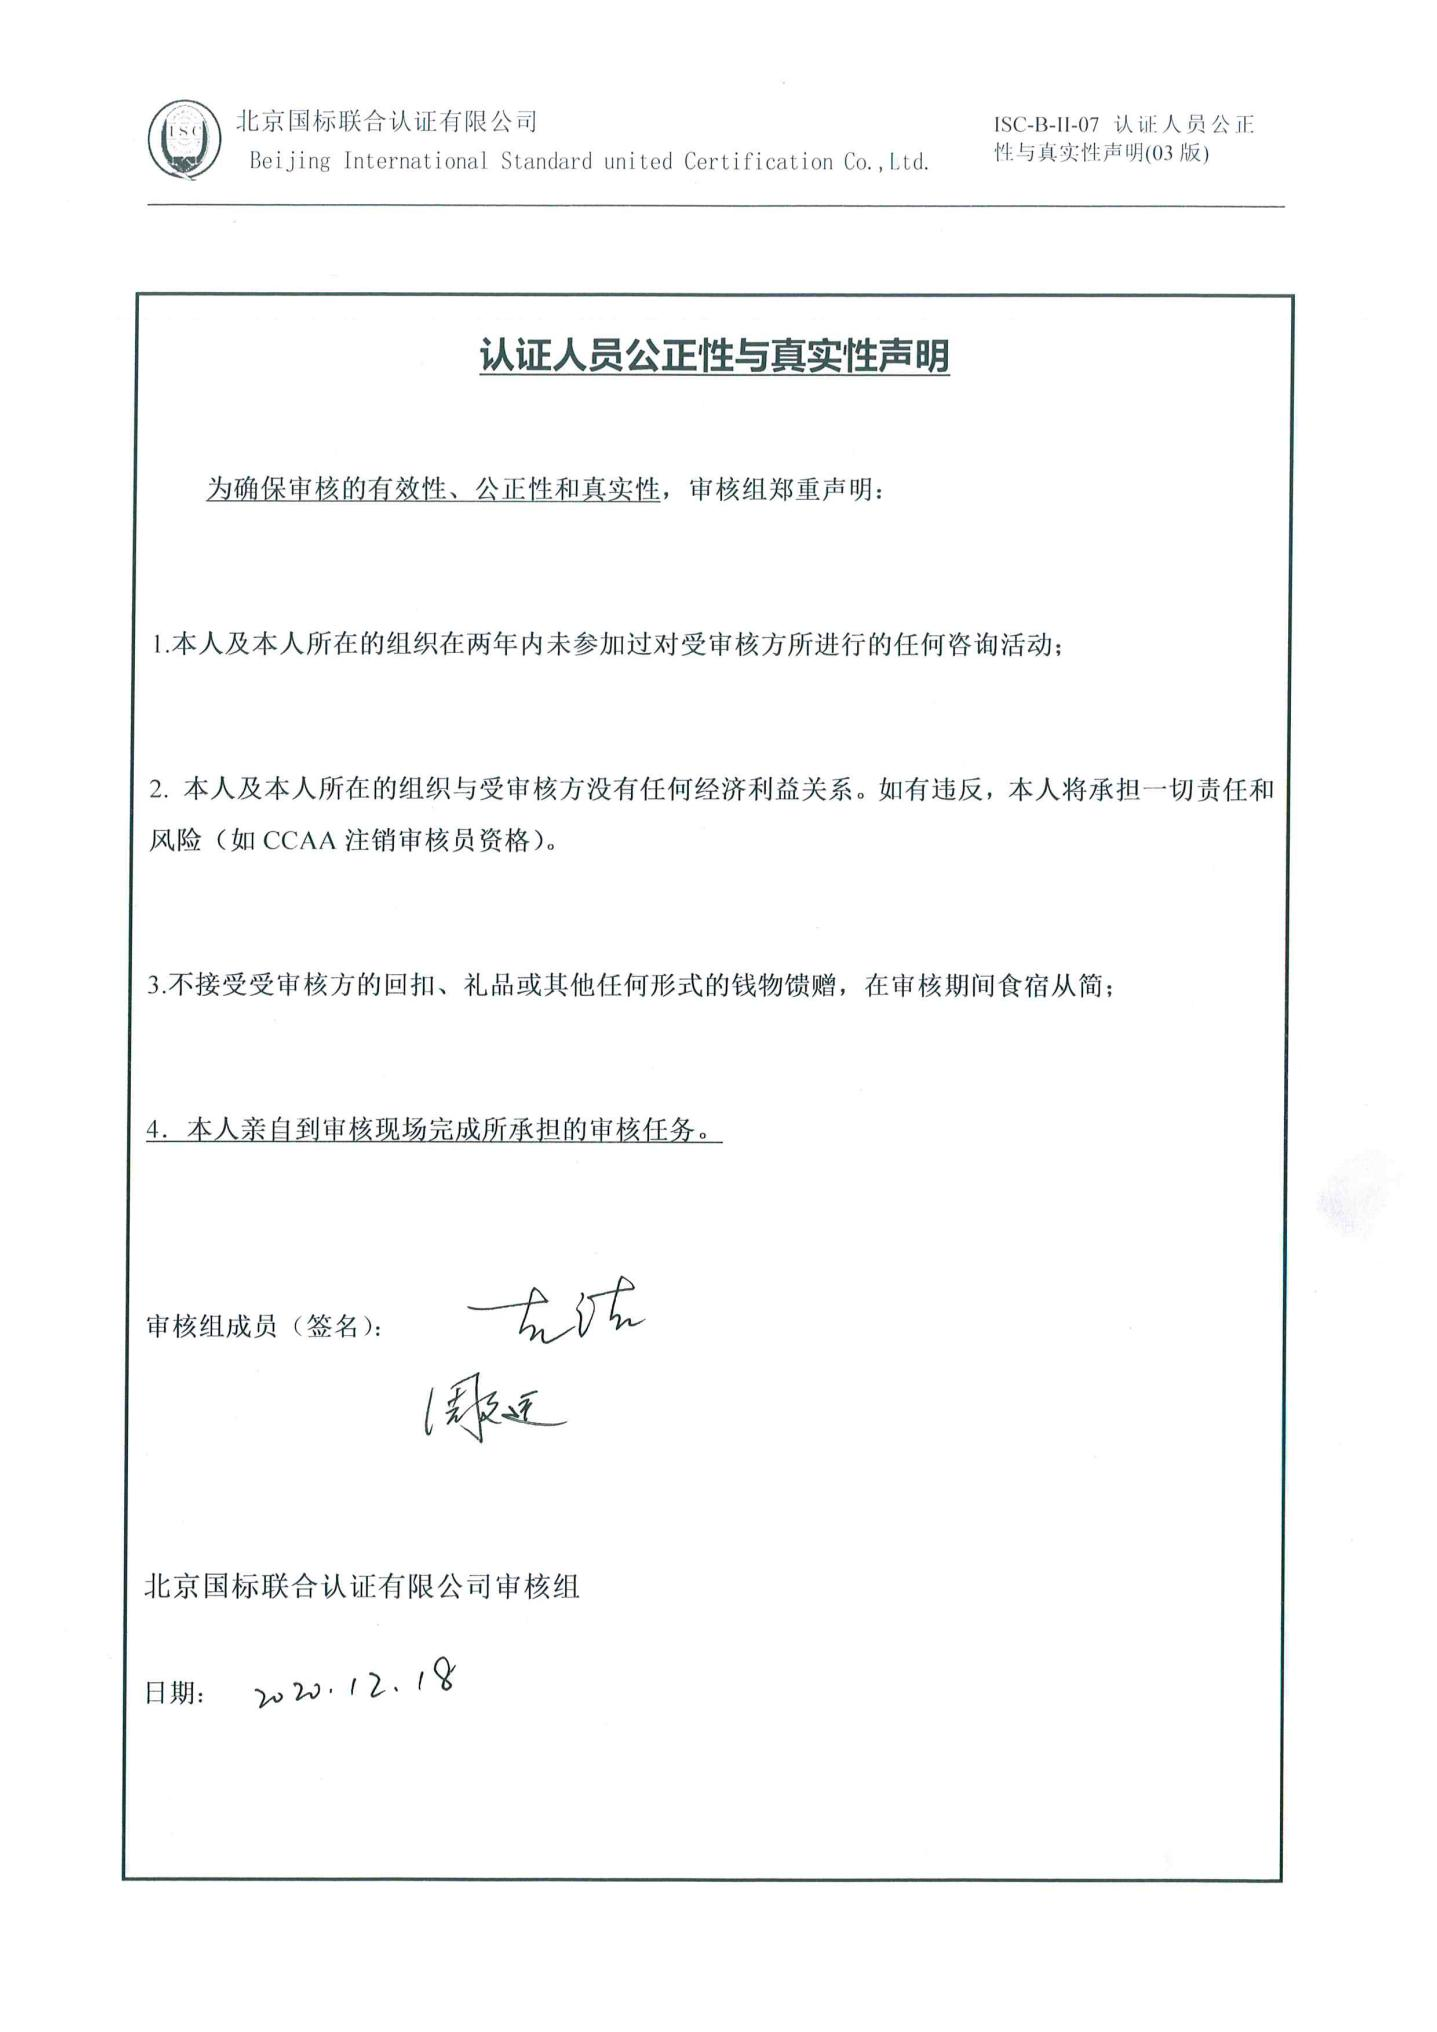 ISC
北京国标联合认证有限公司
Beijing International Standard united Certification Co.,Ltd.
ISC-B-II-07 认证人员公正
性与真实性声明(03 版)
认证人员公正性与真实性声明
为确保审核的有效性、公正性和真实性，审核组郑重声明：
1.本人及本人所在的组织在两年内未参加过对受审核方所进行的任何咨询活动；
2. 本人及本人所在的组织与受审核方没有任何经济利益关系。如有违反，本人将承担一切责任和
风险（如 CCAA 注销审核员资格）。
3.不接受受审核方的回扣、礼品或其他任何形式的钱物馈赠，在审核期间食宿从简；
4. 本人亲自到审核现场完成所承担的审核任务。
审核组成员（签名）：
北京国标联合认证有限公司审核组
日期： 2020.12.18